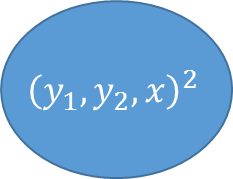 (y₁, y₂, x)²